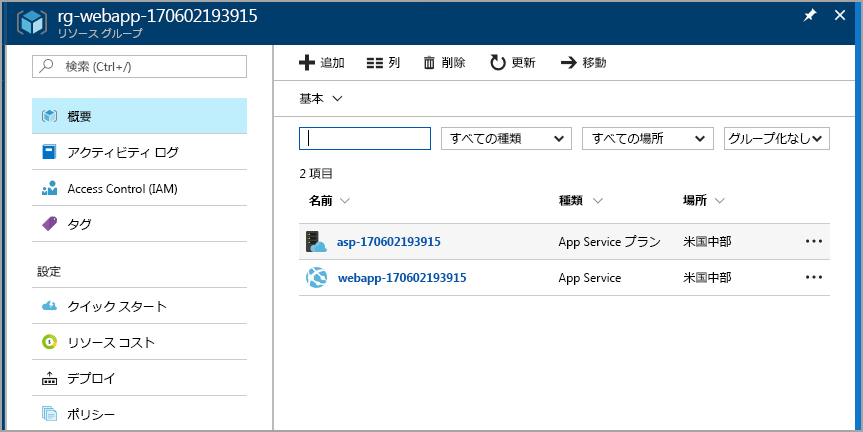 rg-webapp-170602193915
リソース グループ
検索 (Ctrl+/)
概要
アクティビティ ログ
Access Control (IAM)
タグ
設定
クイック スタート
リソース コスト
デプロイ
ポリシー
追加 列 削除 更新 移動
基本
すべての種類 すべての場所 グループ化なし
2 項目
名前 種類 場所
asp-170602193915 App Service プラン 米国中部
webapp-170602193915 App Service 米国中部